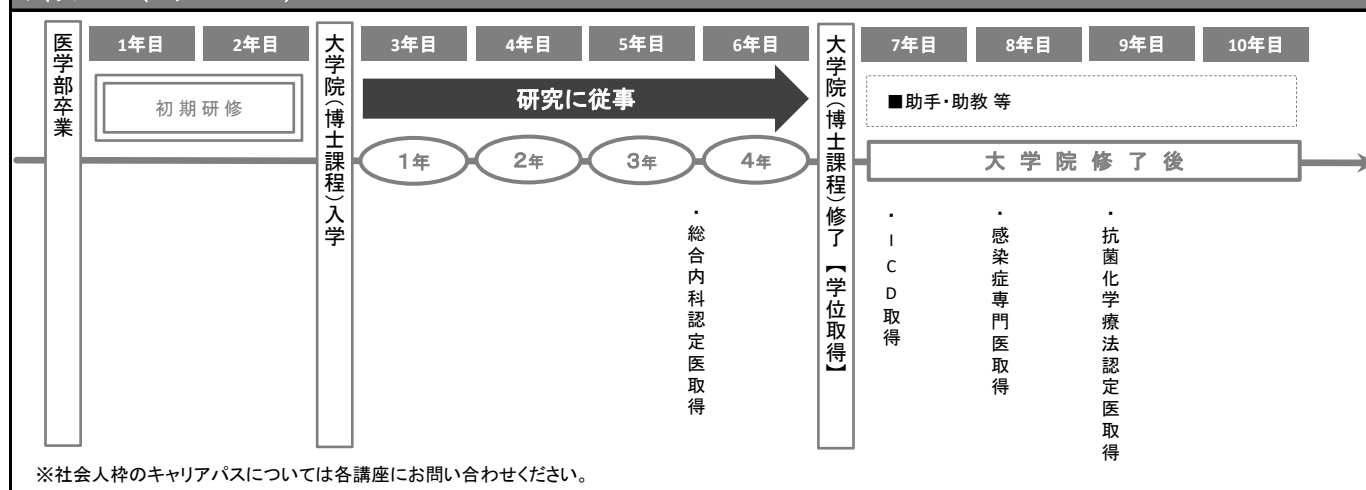 医学部卒業
1年目
2年目
初期研修
大学院(博士課程)入学
3年目
4年目
5年目
6年目
研究に従事
1年
2年
3年
4年
・総合内科認定医取得
大学院(博士課程)修了【学位取得】
7年目
8年目
9年目
10年目
■助手・助教 等
大学院修了後
・ICD取得
・感染症専門医取得
・抗菌化学療法認定医取得
※社会人枠のキャリアパスについては各講座にお問い合わせください。